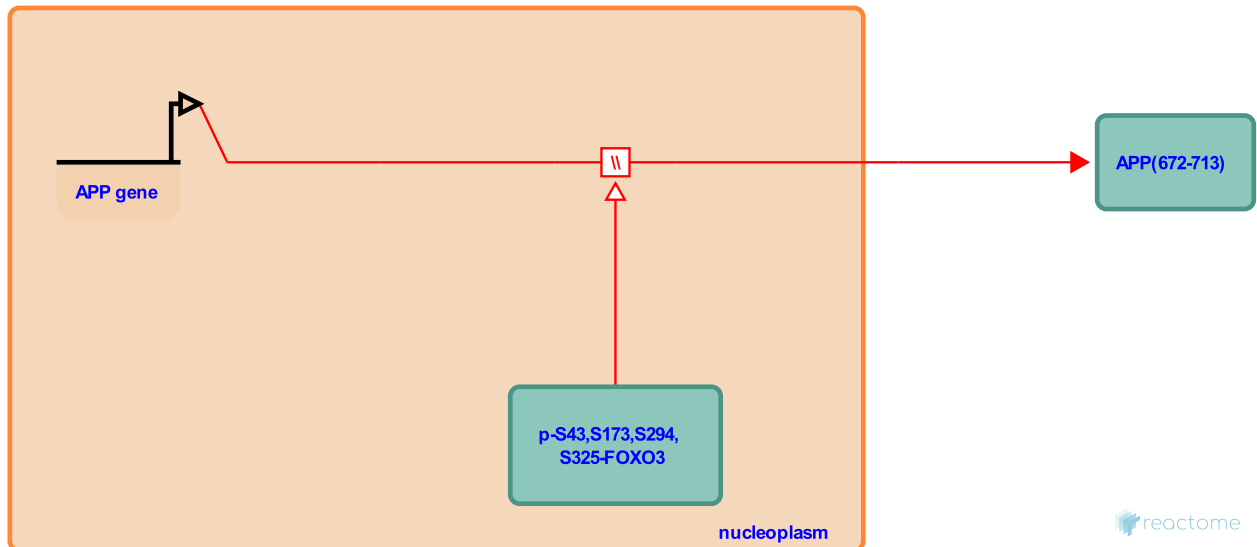 APP gene
\\
APP(672-713)
p-S43,S173,S294,
S325-FOXO3
nucleoplasm
reactome